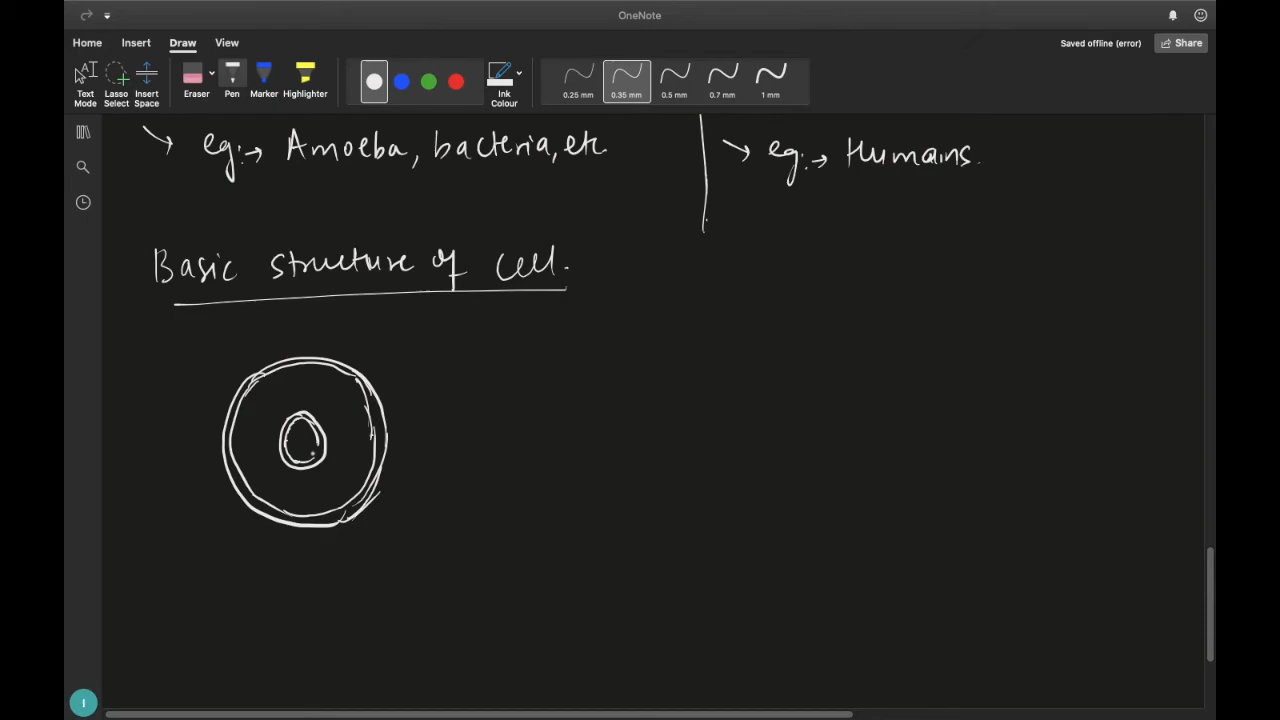 OneNote
Home Insert Draw View
Saved offline (error) Share
Text Mode
Lasso Select
Insert Space
Eraser
Pen
Marker
Highlighter
Ink Colour
0.25 mm
0.35 mm
0.5 mm
0.7 mm
1 mm
eg:→ Amoeba, bacteria, etc
eg:→ Humans.
Basic structure of cell.
I